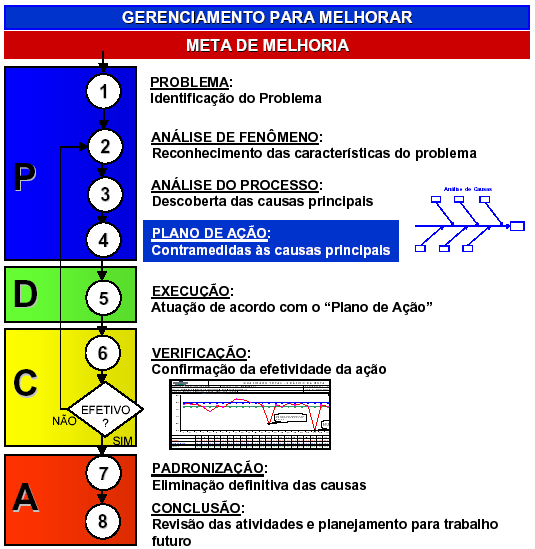 GERENCIAMENTO PARA MELHORAR
META DE MELHORIA
P
1
PROBLEMA:
Identificação do Problema
2
ANÁLISE DE FENÔMENO:
Reconhecimento das características do problema
3
ANÁLISE DO PROCESSO:
Descoberta das causas principais
Análise de Causas
4
PLANO DE AÇÃO:
Contramedidas às causas principais
D
5
EXECUÇÃO:
Atuação de acordo com o “Plano de Ação”
C
6
VERIFICAÇÃO:
Confirmação da efetividade da ação
EFETIVO
?
NÃO
SIM
A
7
PADRONIZAÇÃO:
Eliminação definitiva das causas
8
CONCLUSÃO:
Revisão das atividades e planejamento para trabalho
futuro